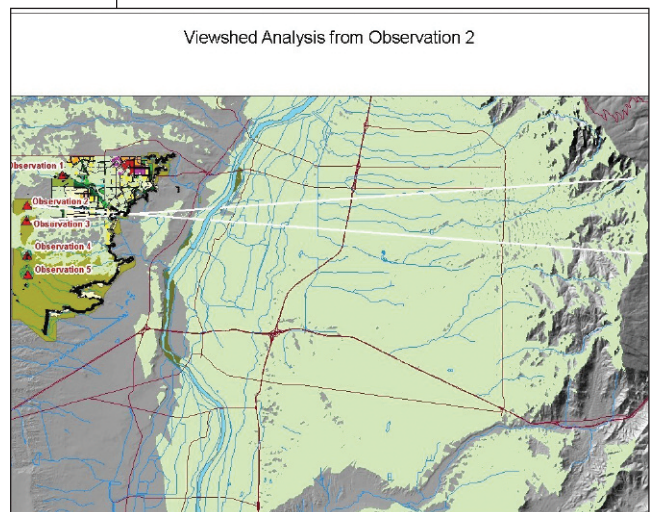 Viewshed Analysis from Observation 2
Observation 1
Observation 2
Observation 3
Observation 4
Observation 5